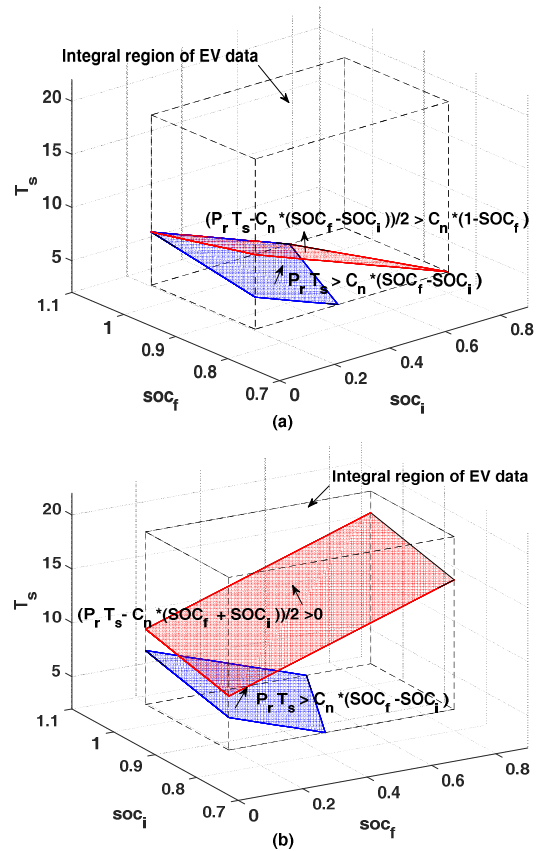 Integral region of EV data
20
15
10
5
T_s
(P_r T_s-C_n*(SOC_f-SOC_i))/2 > C_n*(1-SOC_f)
P_r T_s > C_n*(SOC_f-SOC_i)
1.1
1
0.9
0.8
0.7
soc_f
0
0.2
0.4
0.6
0.8
soc_i
(a)
Integral region of EV data
20
15
10
5
T_s
(P_r T_s- C_n*(SOC_f + SOC_i))/2 >0
P_r T_s > C_n*(SOC_f -SOC_i)
1.1
1
0.9
0.8
0.7
soc_i
0
0.2
0.4
0.6
0.8
soc_f
(b)